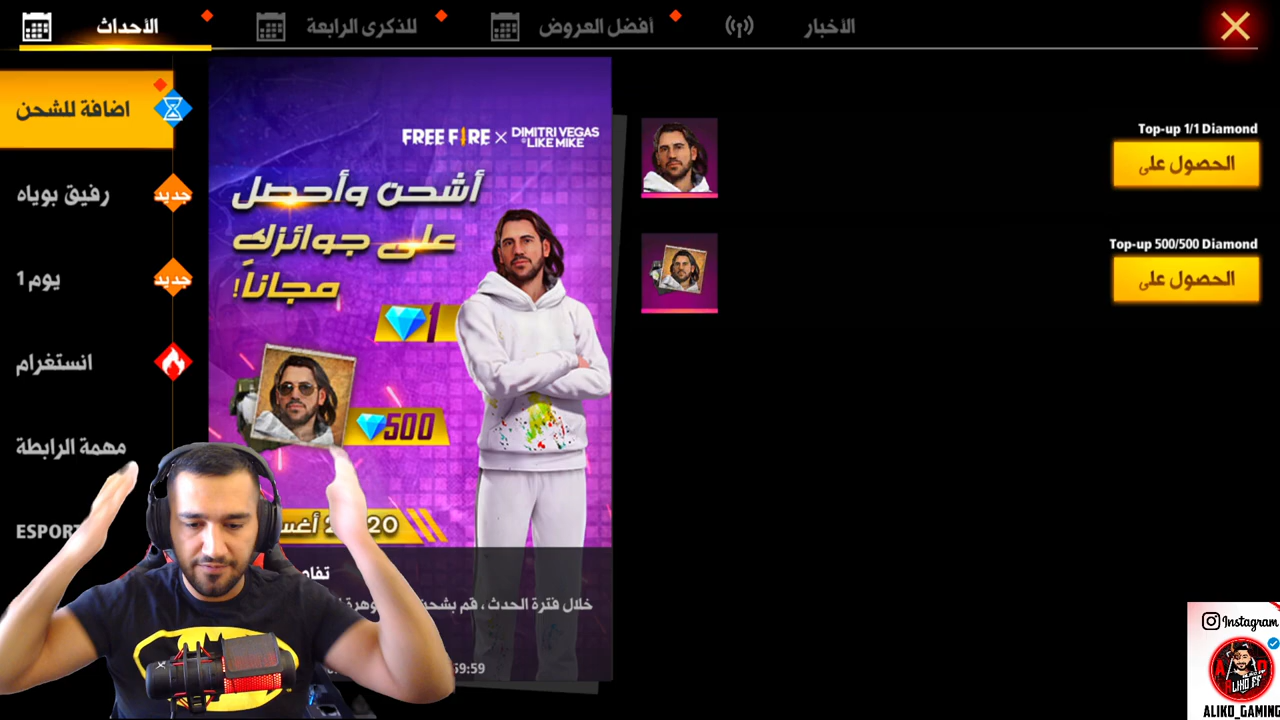 الأحداث
للذكرى الرابعة
أفضل العروض
الأخبار
اضافة للشحن
رفيق بوياه
جديد
يوم 1
جديد
انستغرام
مهمة الرابطة
FREE FIRE X DIMITRI VEGAS & LIKE MIKE
أشحن وأحصل
على جوائزك
مجاناً!
1
500
خلال فترة الحدث ، قم بشحن
59:59
Top-up 1/1 Diamond
الحصول على
Top-up 500/500 Diamond
الحصول على
Instagram
ALIKO FF
ALIKO_GAMING